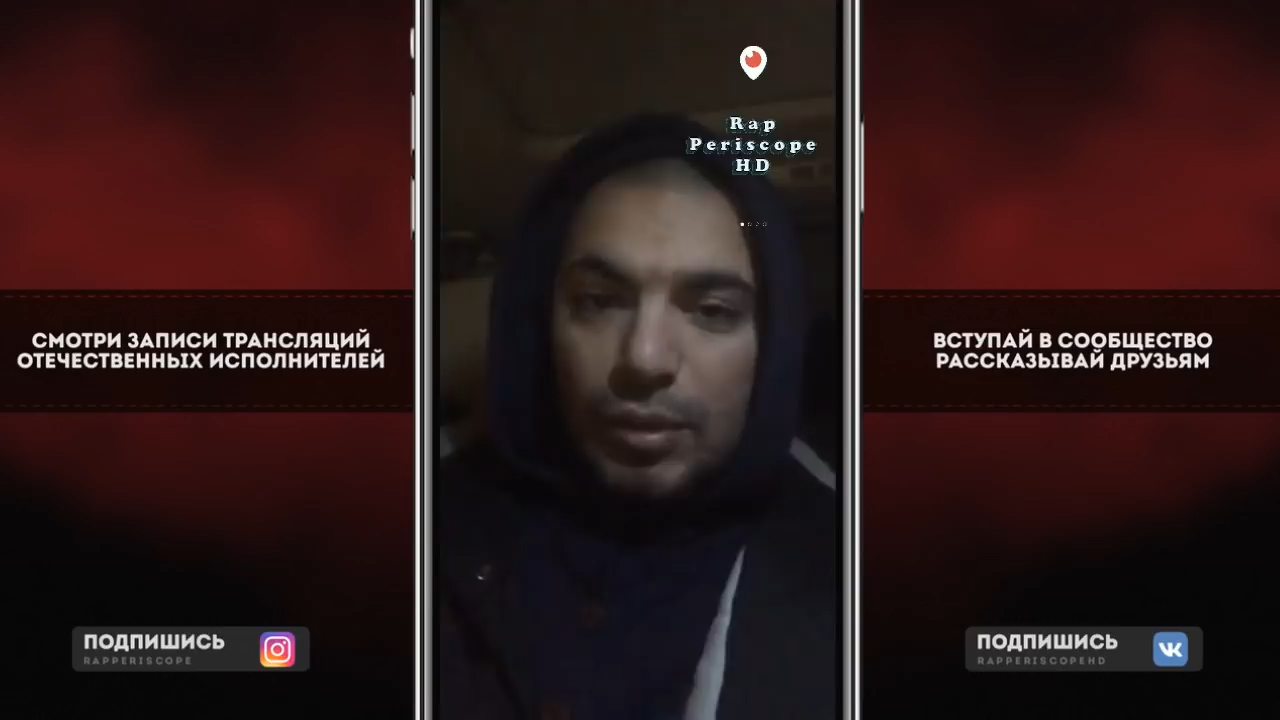 Rap
Periscope
HD
СМОТРИ ЗАПИСИ ТРАНСЛЯЦИЙ
ОТЕЧЕСТВЕННЫХ ИСПОЛНИТЕЛЕЙ
ВСТУПАЙ В СООБЩЕСТВО
РАССКАЗЫВАЙ ДРУЗЬЯМ
ПОДПИШИСЬ
RAPPERISCOPE
ПОДПИШИСЬ
RAPPERISCOPEHD